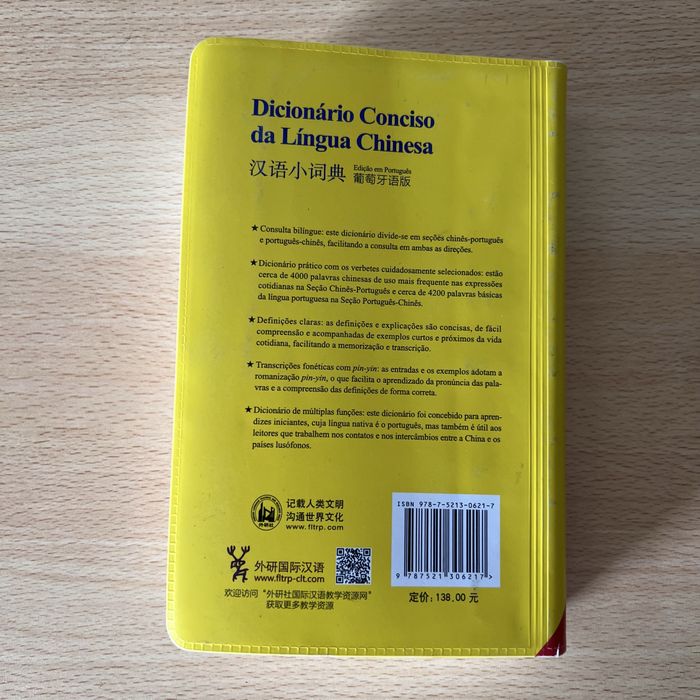 Dicionário Conciso
da Língua Chinesa
汉语小词典 Edição em Português
葡萄牙语版
★ Consulta bilíngue: este dicionário divide-se em seções chinês-português
e português-chinês, facilitando a consulta em ambas as direções.
★ Dicionário prático com os verbetes cuidadosamente selecionados: estão
cerca de 4000 palavras chinesas de uso mais frequente nas expressões
cotidianas na Seção Chinês-Português e cerca de 4200 palavras básicas
da língua portuguesa na Seção Português-Chinês.
★ Definições claras: as definições e explicações são concisas, de fácil
compreensão e acompanhadas de exemplos curtos e próximos da vida
cotidiana, facilitando a memorização e transcrição.
★ Transcrições fonéticas com pin-yin: as entradas e os exemplos adotam a
romanização pin-yin, o que facilita o aprendizado da pronúncia das pala-
vras e a compreensão das definições de forma correta.
★ Dicionário de múltiplas funções: este dicionário foi concebido para apren-
dizes iniciantes, cuja língua nativa é o português, mas também é útil aos
leitores que trabalhem nos contatos e nos intercâmbios entre a China e os
países lusófonos.
外研社
记载人类文明
沟通世界文化
www.fltrp.com
外研国际汉语
www.fltrp-clt.com
欢迎访问“外研社国际汉语教学资源网”
获取更多教学资源
ISBN 978-7-5213-0621-7
9 787521 306217 >
定价: 138.00 元